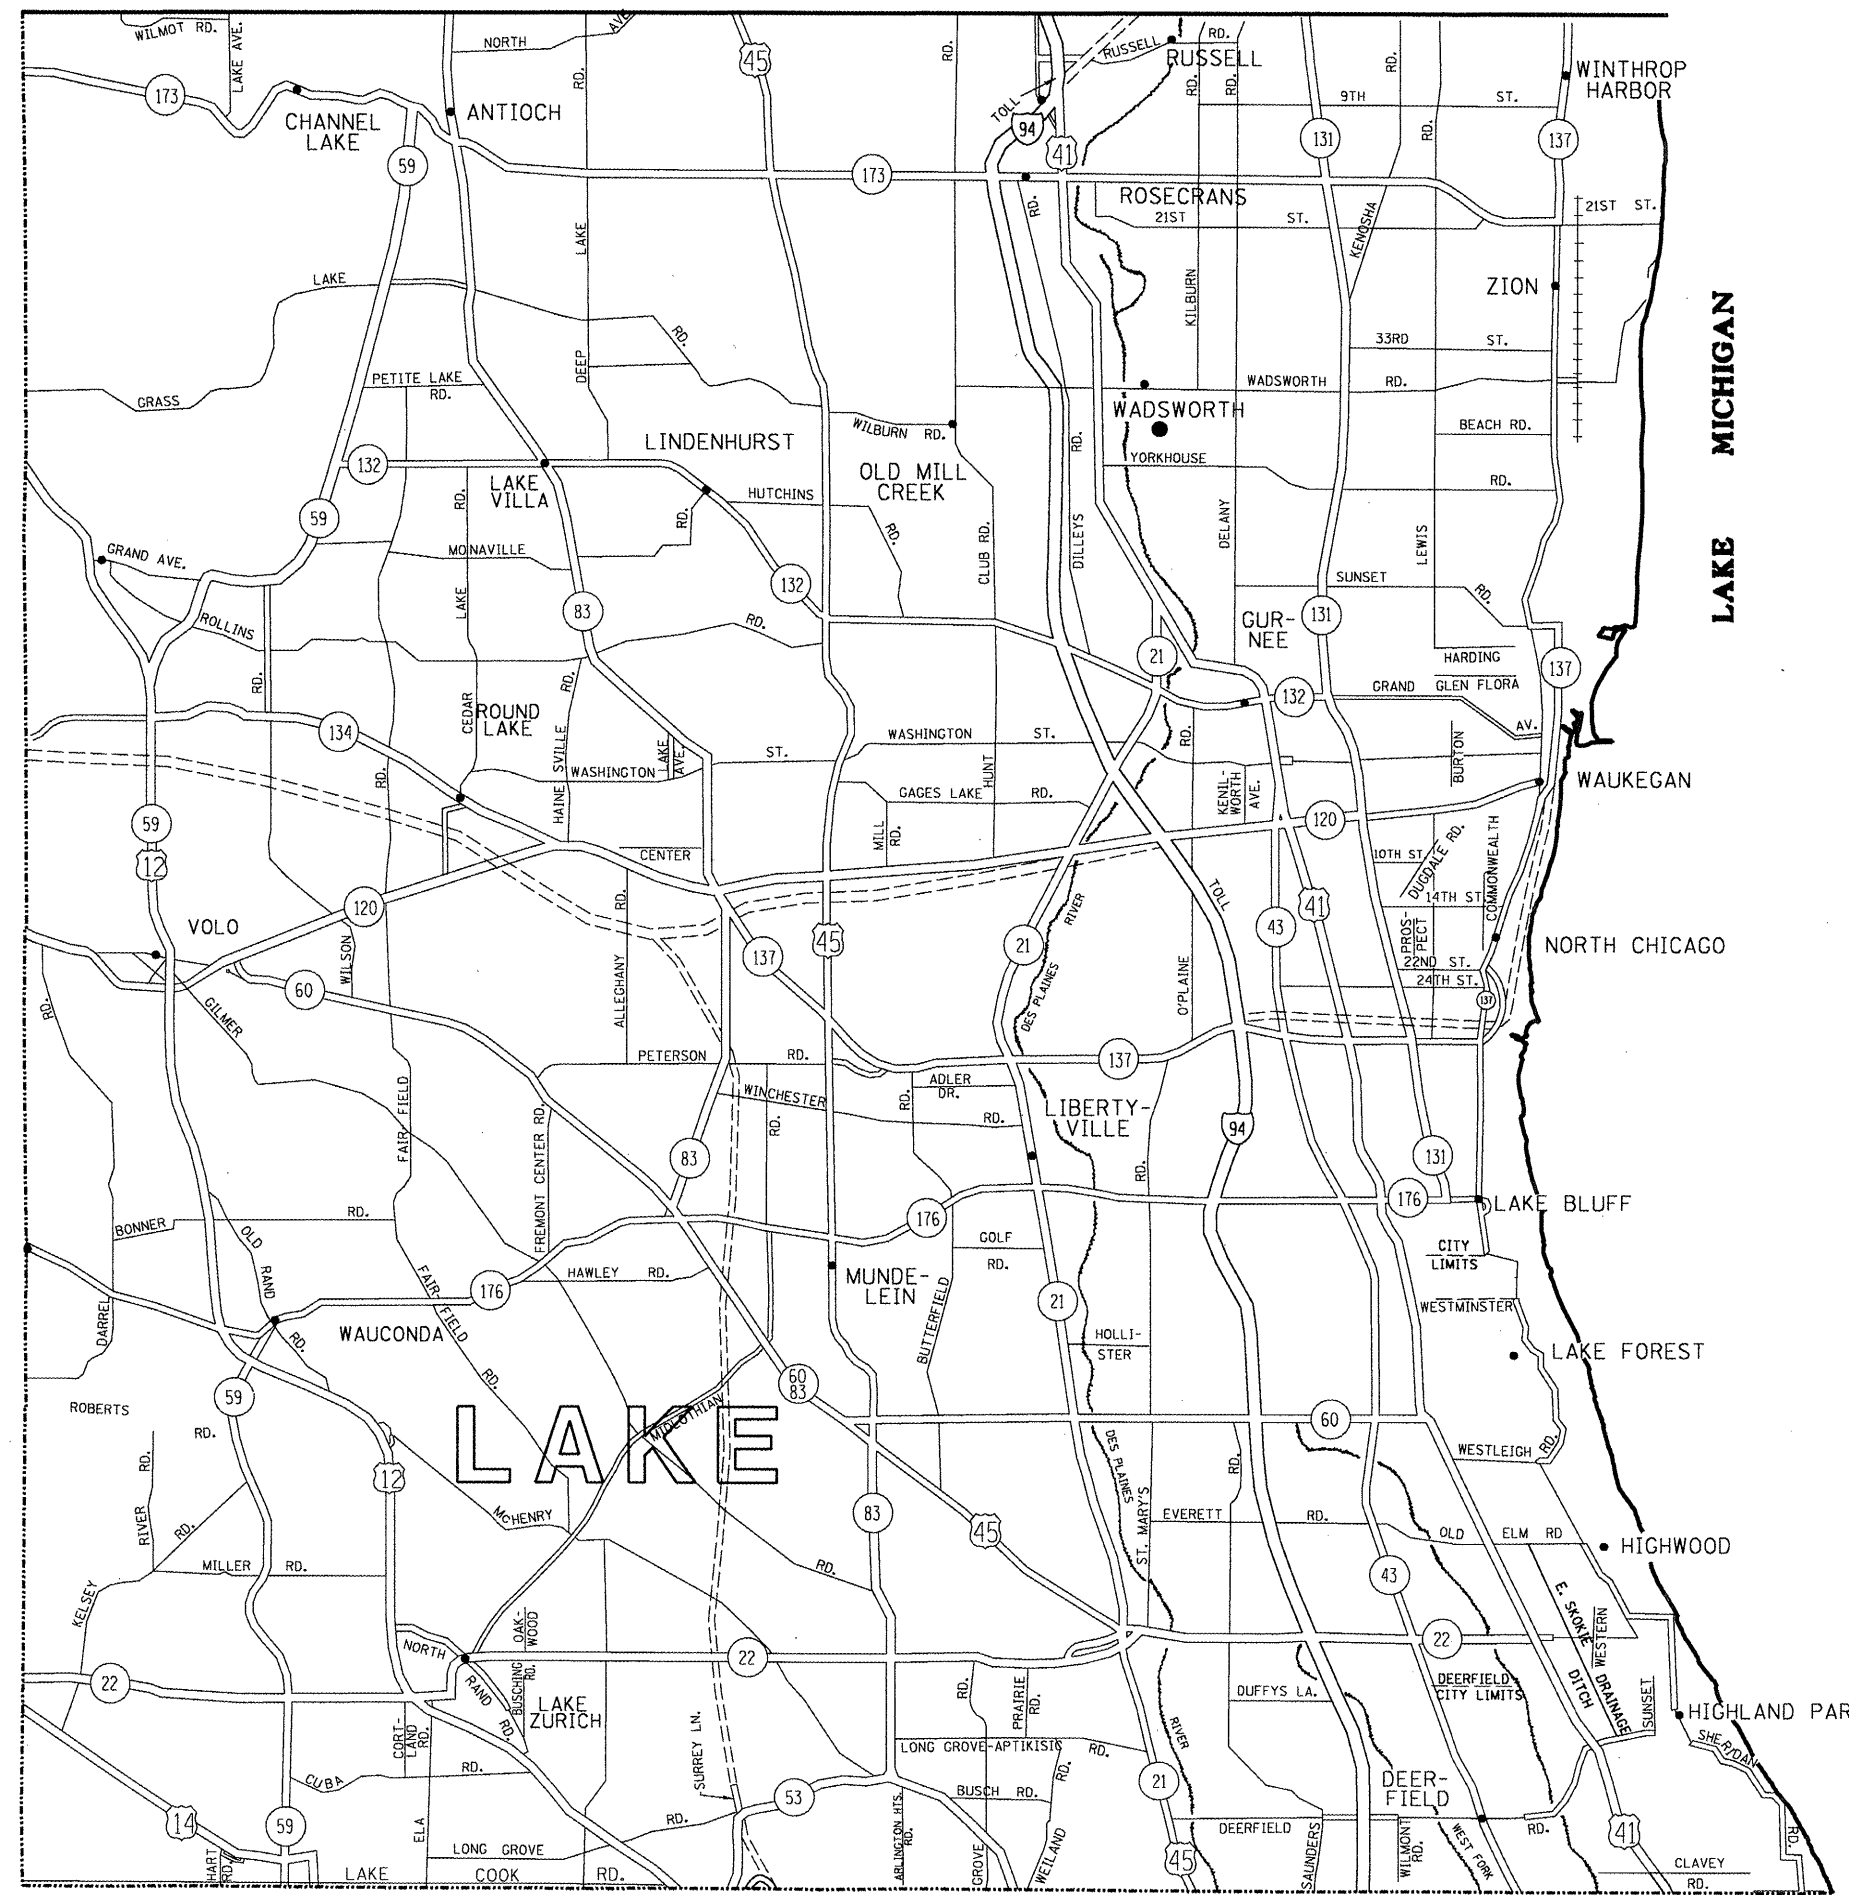 WILMOT RD.
LAKE AVE.
NORTH
AVE
45
RD.
RD.
RUSSELL
RD.
RUSSELL
RD.
RD.
RD.
WINTHROP
HARBOR
173
CHANNEL
LAKE
ANTIOCH
59
TOLL
94
41
9TH
ST.
131
RD.
137
173
ROSECRANS
RD.
21ST
ST.
KENOSHA
21ST ST.
LAKE
LAKE
KILBURN
ZION
RD.
33RD
ST.
DEEP
PETITE LAKE
RD.
GRASS
WADSWORTH
RD.
WADSWORTH
LAKE MICHIGAN
WILBURN RD.
BEACH RD.
LINDENHURST
RD.
132
LAKE
VILLA
OLD MILL
CREEK
YORKHOUSE
RD.
RD.
HUTCHINS
59
RD.
RD.
DELANY
LEWIS
DILLEYS
CLUB RD.
GRAND AVE.
MONAVILLE
132
SUNSET
RD.
LAKE
83
ROLLINS
RD.
GUR-
NEE
131
21
HARDING
137
RD.
RD.
GRAND
GLEN FLORA
132
CEDAR
ROUND
LAKE
AV.
134
HAINESVILLE
AKE
AVE.
ST.
WASHINGTON
ST.
RD.
BURTON
RD.
WASHINGTON
HUNT
GAGES LAKE
RD.
KENIL-
WORTH
AVE.
WAUKEGAN
59
120
MILL
RD.
12
CENTER
10TH ST.
DUGDALE RD.
COMMONWEALTH
14TH ST.
RD.
TOLL
120
VOLO
RIVER
41
43
PROS-
PECT
45
21
137
NORTH CHICAGO
22ND ST.
24TH ST.
WILSON
60
ALLEGHANY
DES PLAINES
O'PLAINE
137
RD.
GILMER
PETERSON
RD.
137
WINCHESTER
ADLER
DR.
RD.
RD.
RD.
LIBERTY-
VILLE
FAIRFIELD
94
FREMONT CENTER RD.
83
131
RD.
176
LAKE BLUFF
BONNER
RD.
176
GOLF
RD.
CITY
LIMITS
OLD
RAND
RD.
FAIRFIELD
RD.
HAWLEY RD.
176
MUNDE-
LEIN
21
WESTMINSTER
DARREL
WAUCONDA
BUTTERFIELD
HOLLI-
STER
LAKE FOREST
60
83
59
ROBERTS
RD.
MIDLOTHIAN
LAKE
60
WESTLEIGH
RD.
DES PLAINES
RD.
12
RIVER RD.
McHENRY
83
ST. MARY'S
EVERETT
RD.
OLD ELM RD
45
RD.
HIGHWOOD
MILLER RD.
RD.
43
KELSEY
E. SKOKIE
DRAINAGE
DITCH
WESTERN
OAK-
WOOD
NORTH
22
22
22
RAND
RD.
BUSCHING
RD.
LAKE
ZURICH
RD.
PRAIRIE
RD.
DUFFYS LA.
DEERFIELD
CITY LIMITS
SUNSET
HIGHLAND PAR
SHERIDAN
CORT-
LAND
RD.
SURREY LN.
LONG GROVE-APTIKISIC RD.
RIVER
CUBA
RD.
53
BUSCH RD.
RD.
21
DEER-
FIELD
14
59
ELA
RD.
ARLINGTON HTS.
RD.
DEERFIELD
RD.
WEST FORK
41
RD.
HART
RD.
LONG GROVE
GROVE
WEILAND
45
SAUNDERS
WILMONT
RD.
CLAVEY
RD.
LAKE COOK RD.